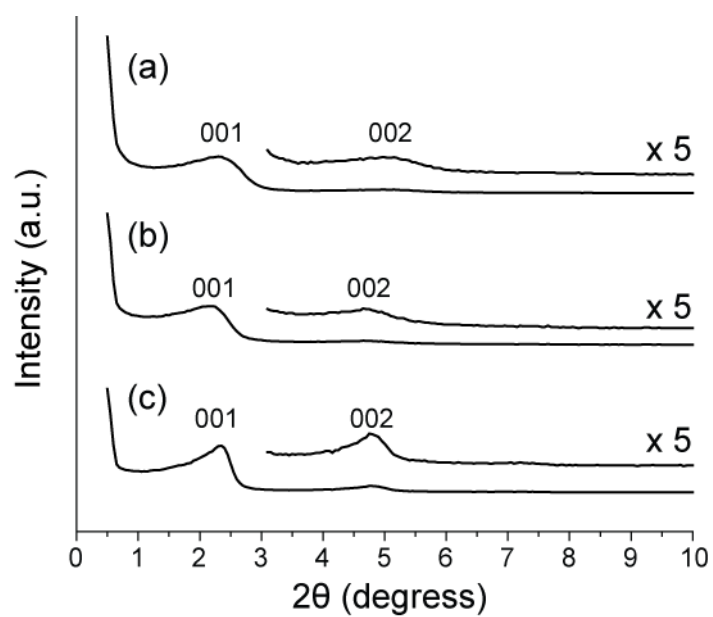 (a)
001
002
x 5
(b)
001
002
x 5
(c)
001
002
x 5
Intensity (a.u.)
0 1 2 3 4 5 6 7 8 9 10
2θ (degress)